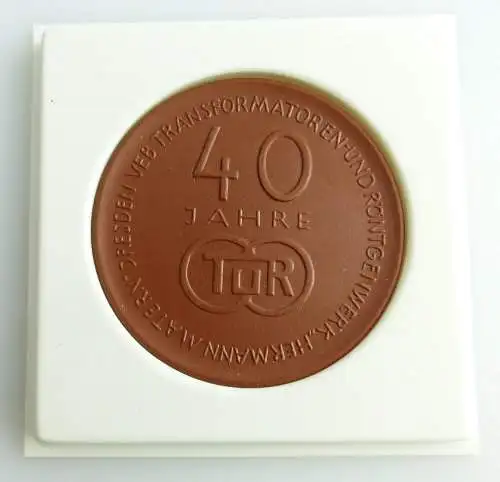 VEB TRANSFORMATOREN-UND RÖNTGENWERK „HERMANN MATERN" DRESDEN
40
JAHRE
TuR